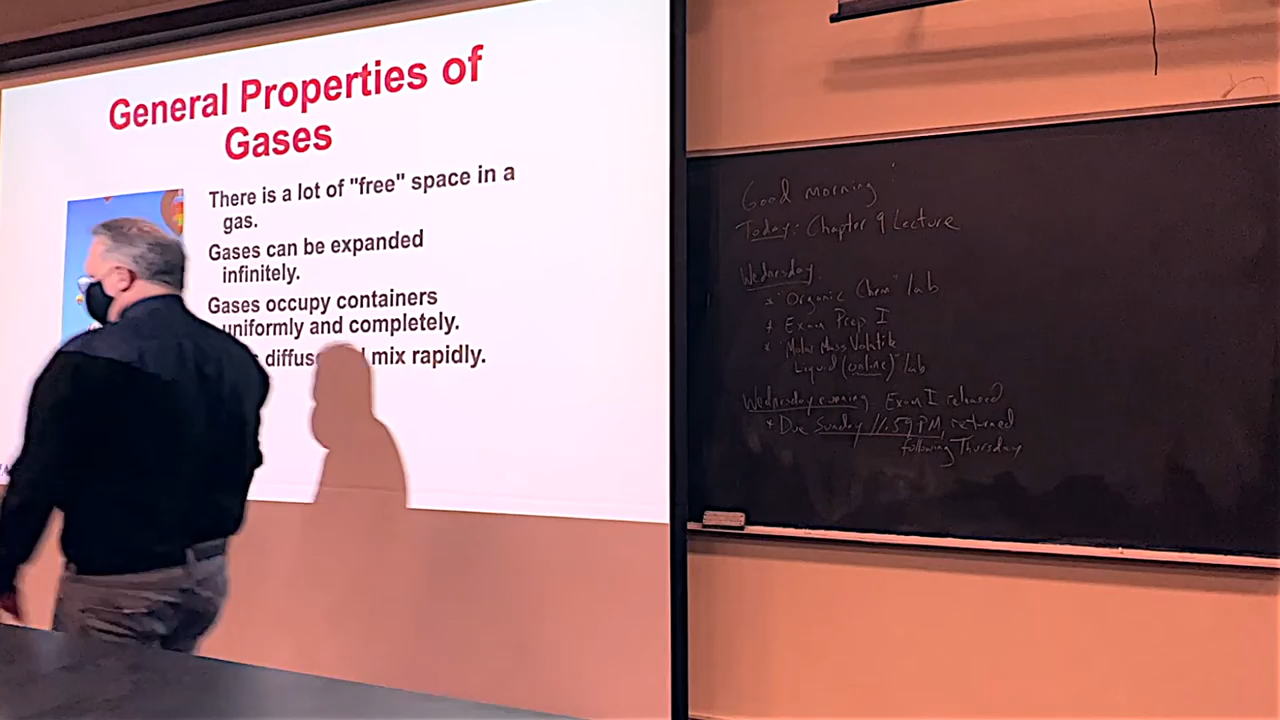 General Properties of
Gases
There is a lot of "free" space in a
gas.
Gases can be expanded
infinitely.
Gases occupy containers
uniformly and completely.
mix rapidly.
Good morning
Today: Chapter 9 Lecture
Wednesday
* "Organic Chem" lab
* Exam Prep I
* "Molar Mass Volatile
Liquid (online)" lab
Wednesday evening Exam I released
* Due Sunday 11:59 PM, returned
following Thursday